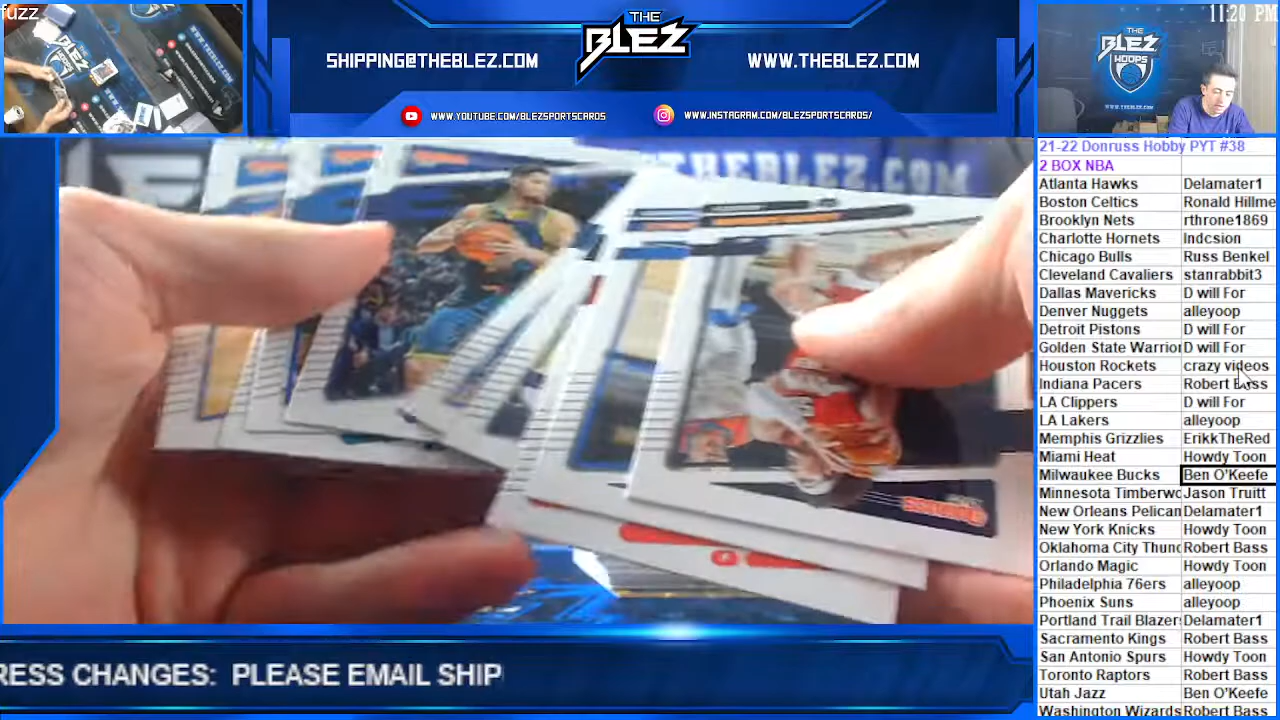 fuzz
THE
BLEZ
SHIPPING@THEBLEZ.COM
WWW.THEBLEZ.COM
WWW.YOUTUBE.COM/BLEZSPORTSCARDS
WWW.INSTAGRAM.COM/BLEZSPORTSCARDS/
11:20 PM
THE
BLEZ
HOOPS
THEBLEZ.COM
21-22 Donruss Hobby PYT #38
2 BOX NBA
Atlanta Hawks Delamater1
Boston Celtics Ronald Hillme
Brooklyn Nets rthrone1869
Charlotte Hornets Indcsion
Chicago Bulls Russ Benkel
Cleveland Cavaliers stanrabbit3
Dallas Mavericks D will For
Denver Nuggets alleyoop
Detroit Pistons D will For
Golden State Warrior D will For
Houston Rockets crazy videos
Indiana Pacers Robert Bass
LA Clippers D will For
LA Lakers alleyoop
Memphis Grizzlies ErikkTheRed
Miami Heat Howdy Toon
Milwaukee Bucks Ben O'Keefe
Minnesota Timberwo Jason Truitt
New Orleans Pelican Delamater1
New York Knicks Howdy Toon
Oklahoma City Thund Robert Bass
Orlando Magic Howdy Toon
Philadelphia 76ers alleyoop
Phoenix Suns alleyoop
Portland Trail Blazer Delamater1
Sacramento Kings Robert Bass
San Antonio Spurs Howdy Toon
Toronto Raptors Robert Bass
Utah Jazz Ben O'Keefe
Washington Wizards Robert Bass
RESS CHANGES: PLEASE EMAIL SHIP